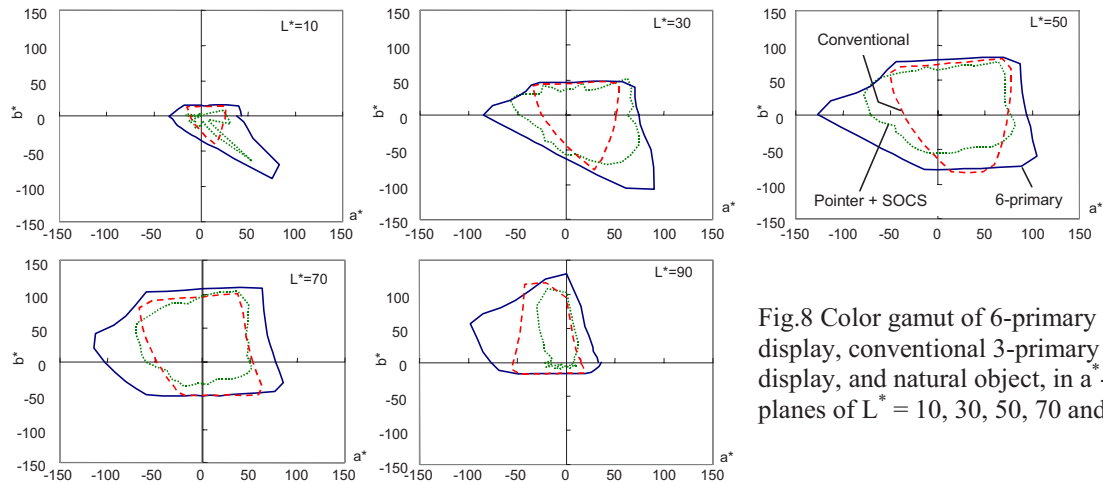 150
100
50
0
-50
-100
-150
b*
L*=10
a*
-150 -100 -50 0 50 100 150
150
100
50
0
-50
-100
-150
b*
L*=30
a*
-150 -100 -50 0 50 100 150
150
100
50
0
-50
-100
-150
b*
L*=50
Conventional
Pointer + SOCS
6-primary
a*
-150 -100 -50 0 50 100 150
150
100
50
0
-50
-100
-150
b*
L*=70
a*
-150 -100 -50 0 50 100 150
150
100
50
0
-50
-100
-150
b*
L*=90
a*
-150 -100 -50 0 50 100 150
Fig.8 Color gamut of 6-primary
display, conventional 3-primary
display, and natural object, in a*-
planes of L* = 10, 30, 50, 70 and